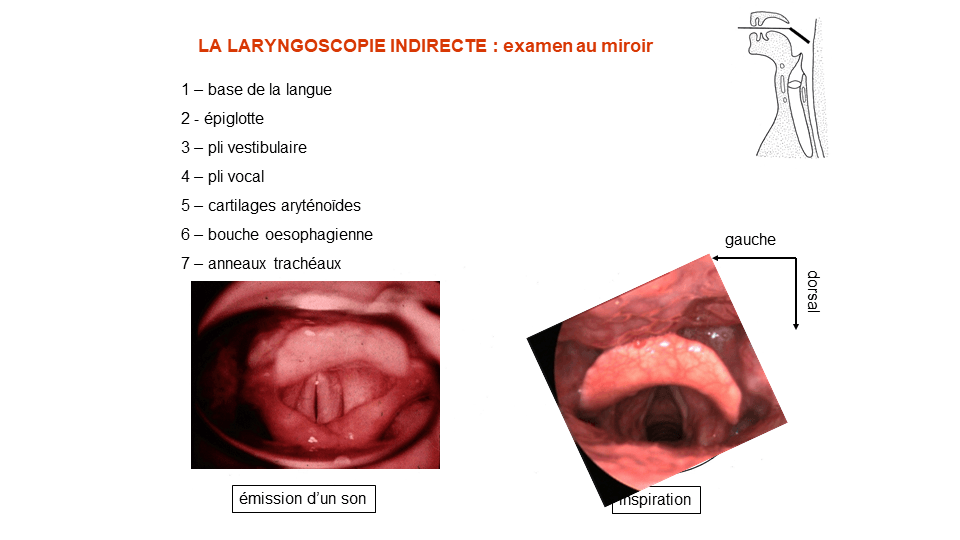 LA LARYNGOSCOPIE INDIRECTE : examen au miroir
1 – base de la langue
2 - épiglotte
3 – pli vestibulaire
4 – pli vocal
5 – cartilages aryténoïdes
6 – bouche oesophagienne
7 – anneaux trachéaux
gauche
dorsal
émission d’un son
inspiration